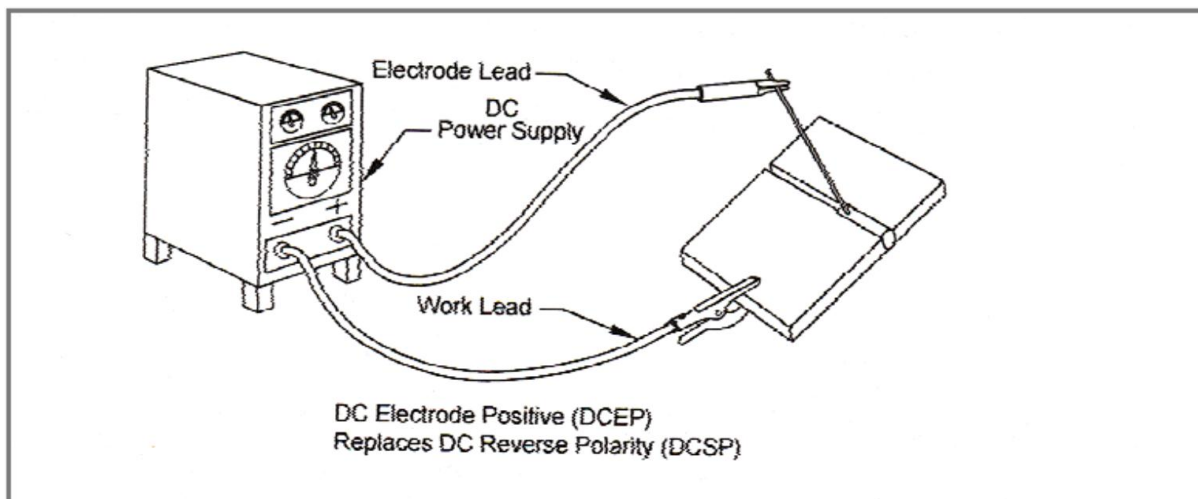 Electrode Lead
DC
Power Supply
− +
Work Lead
DC Electrode Positive (DCEP)
Replaces DC Reverse Polarity (DCSP)